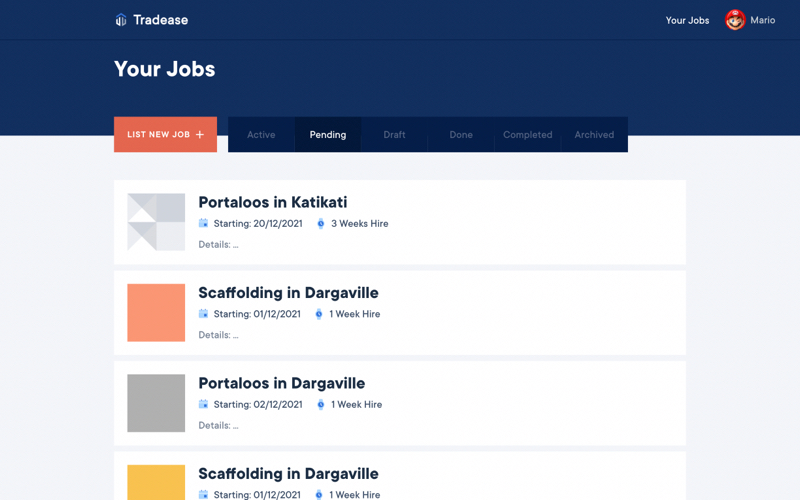 Tradease
Your Jobs
Mario
Your Jobs
LIST NEW JOB +
Active
Pending
Draft
Done
Completed
Archived
Portaloos in Katikati
Starting: 20/12/2021
3 Weeks Hire
Details: ...
Scaffolding in Dargaville
Starting: 01/12/2021
1 Week Hire
Details: ...
Portaloos in Dargaville
Starting: 02/12/2021
1 Week Hire
Details: ...
Scaffolding in Dargaville
Starting: 01/12/2021
1 Week Hire